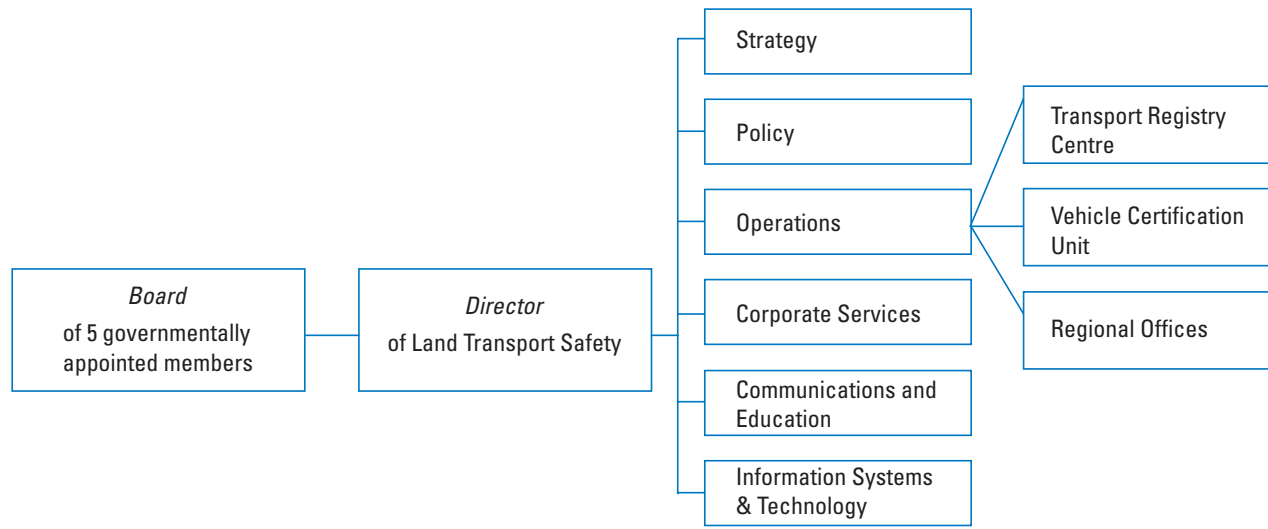 Board
of 5 governmentally
appointed members
Director
of Land Transport Safety
Strategy
Policy
Operations
Corporate Services
Communications and
Education
Information Systems
& Technology
Transport Registry
Centre
Vehicle Certification
Unit
Regional Offices